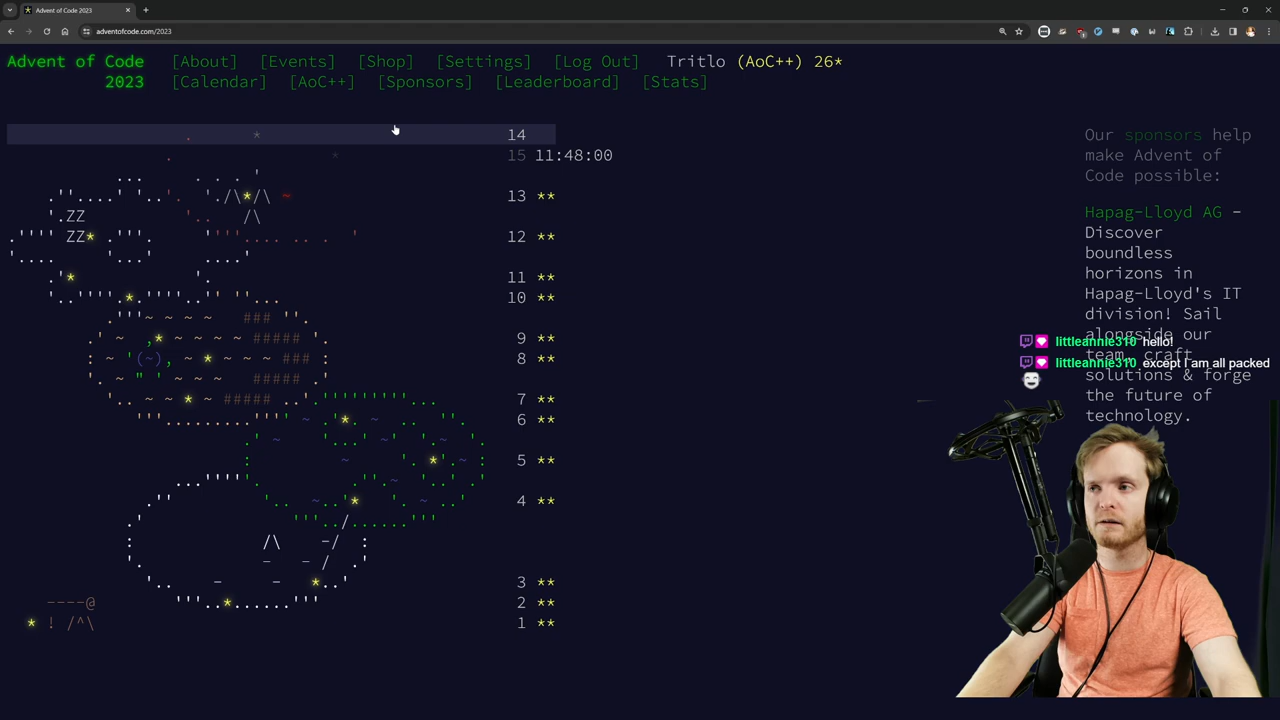 Advent of Code 2023
adventofcode.com/2023
Advent of Code [About] [Events] [Shop] [Settings] [Log Out] Tritlo (AoC++) 26*
2023 [Calendar] [AoC++] [Sponsors] [Leaderboard] [Stats]
14
15 11:48:00
13 **
12 **
11 **
10 **
9 **
8 **
7 **
6 **
5 **
4 **
3 **
2 **
1 **
ZZ
ZZ
Our sponsors help
make Advent of
Code possible:
Hapag-Lloyd AG -
Discover
boundless
horizons in
Hapag-Lloyd's IT
division! Sail
alongside our
team, craft
solutions & forge
the future of
technology.
littleannie310 hello!
littleannie310 except I am all packed